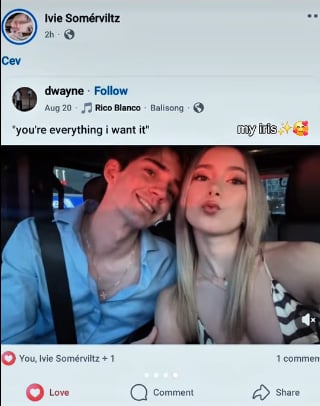 Ivie Somérviltz
2h ·
Cev
dwayne · Follow
Aug 20 · Rico Blanco · Balisong ·
"you're everything i want it"
my iris✨🥰
You, Ivie Somérviltz + 1
1 commen
Love
Comment
Share